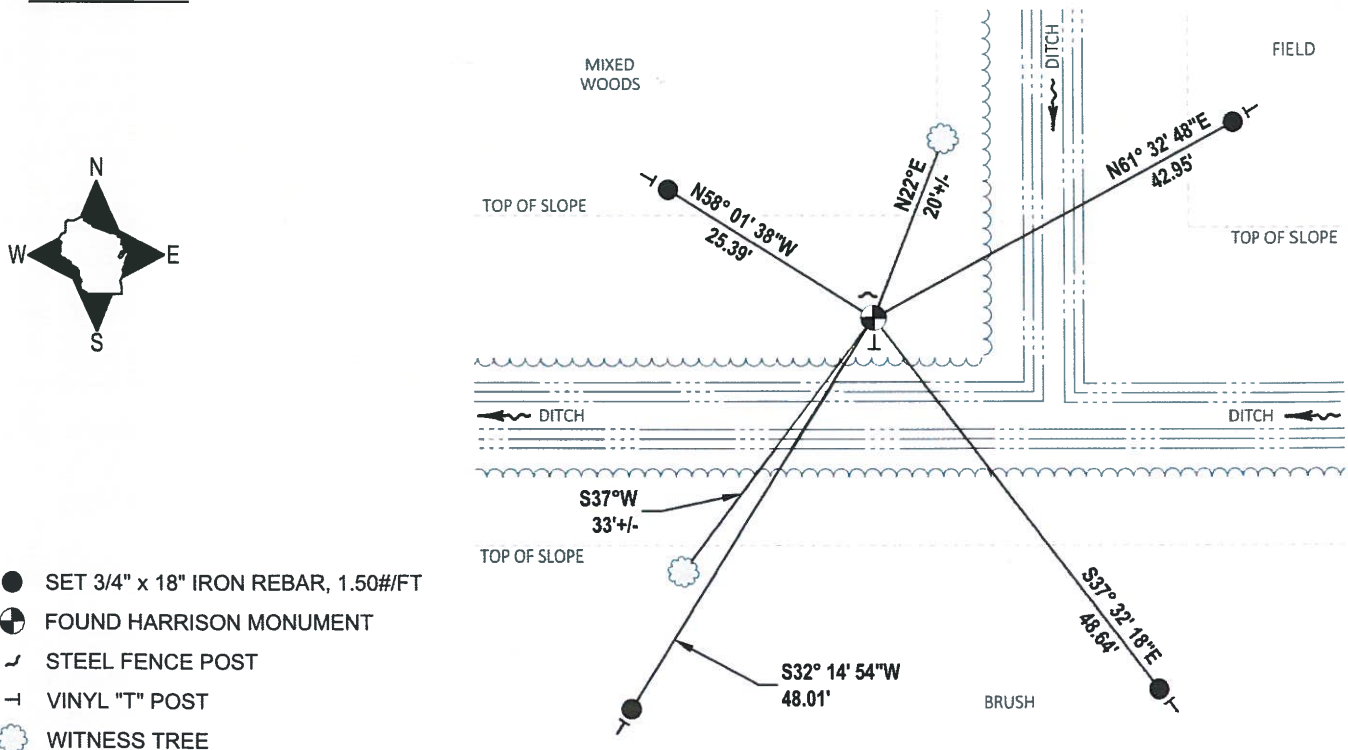 MIXED
WOODS
DITCH
FIELD
N
W
E
S
TOP OF SLOPE
N58° 01' 38"W
25.39'
N22°E
20'+/-
N61° 32' 48"E
42.95'
TOP OF SLOPE
DITCH
DITCH
S37°W
33'+/-
TOP OF SLOPE
S37° 32' 18"E
48.64'
S32° 14' 54"W
48.01'
BRUSH
SET 3/4" x 18" IRON REBAR, 1.50#/FT
FOUND HARRISON MONUMENT
STEEL FENCE POST
VINYL "T" POST
WITNESS TREE